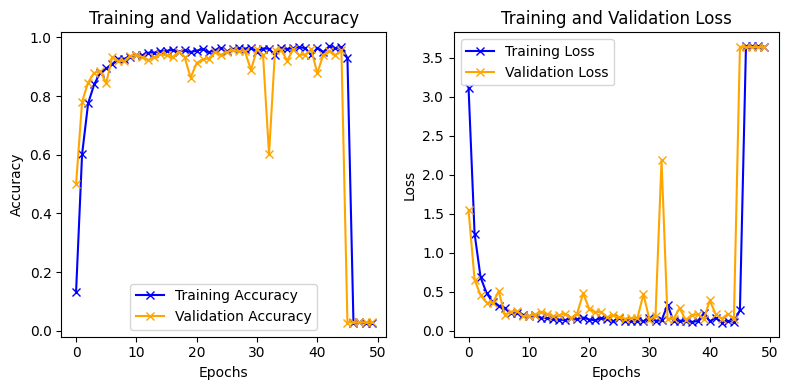 Training and Validation Accuracy
1.0
0.8
0.6
0.4
0.2
0.0
Accuracy
Training Accuracy
Validation Accuracy
0 10 20 30 40 50
Epochs
Training and Validation Loss
3.5
3.0
2.5
2.0
1.5
1.0
0.5
0.0
Loss
Training Loss
Validation Loss
0 10 20 30 40 50
Epochs